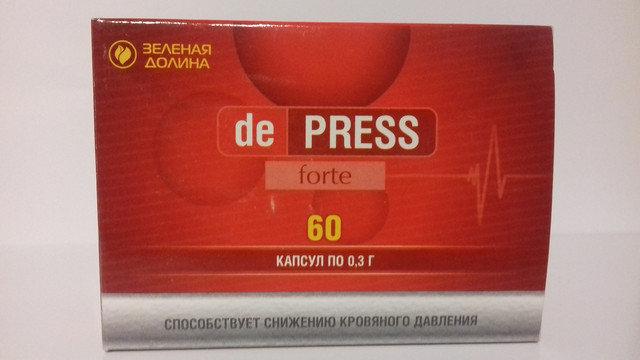 ЗЕЛЕНАЯ
ДОЛИНА
de PRESS
forte
60
КАПСУЛ ПО 0,3 Г
СПОСОБСТВУЕТ СНИЖЕНИЮ КРОВЯНОГО ДАВЛЕНИЯ